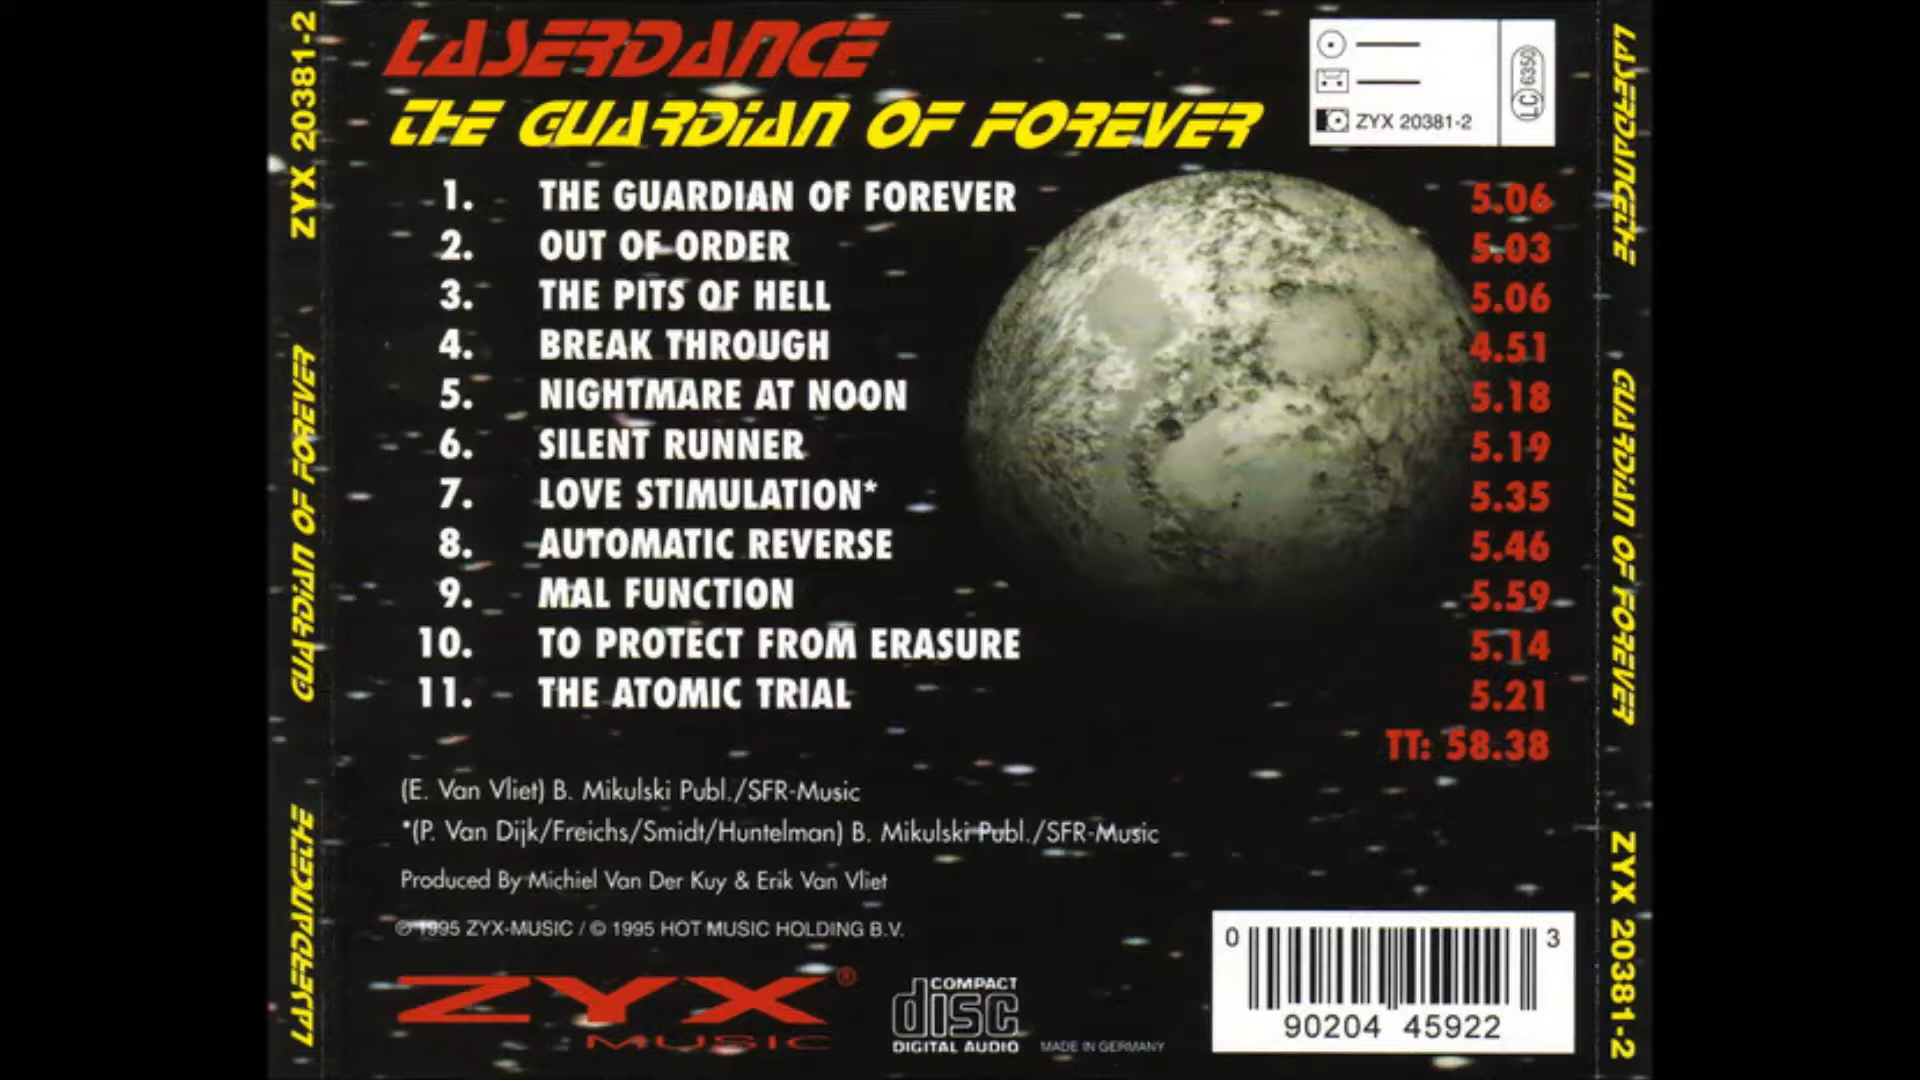 LASERDANCE
THE GUARDIAN OF FOREVER
ZYX 20381-2
LC 6350
1. THE GUARDIAN OF FOREVER 5.06
2. OUT OF ORDER 5.03
3. THE PITS OF HELL 5.06
4. BREAK THROUGH 4.51
5. NIGHTMARE AT NOON 5.18
6. SILENT RUNNER 5.19
7. LOVE STIMULATION* 5.35
8. AUTOMATIC REVERSE 5.46
9. MAL FUNCTION 5.59
10. TO PROTECT FROM ERASURE 5.14
11. THE ATOMIC TRIAL 5.21
TT: 58.38
(E. Van Vliet) B. Mikulski Publ./SFR-Music
*(P. Van Dijk/Freichs/Smidt/Huntelman) B. Mikulski Publ./SFR-Music
Produced By Michiel Van Der Kuy & Erik Van Vliet
℗ 1995 ZYX-MUSIC / © 1995 HOT MUSIC HOLDING B.V.
ZYX®
MUSIC
COMPACT
disc
DIGITAL AUDIO
MADE IN GERMANY
0 90204 45922 3
LASERDANCETHE GUARDIAN OF FOREVER ZYX 20381-2
LASERDANCETHE GUARDIAN OF FOREVER ZYX 20381-2